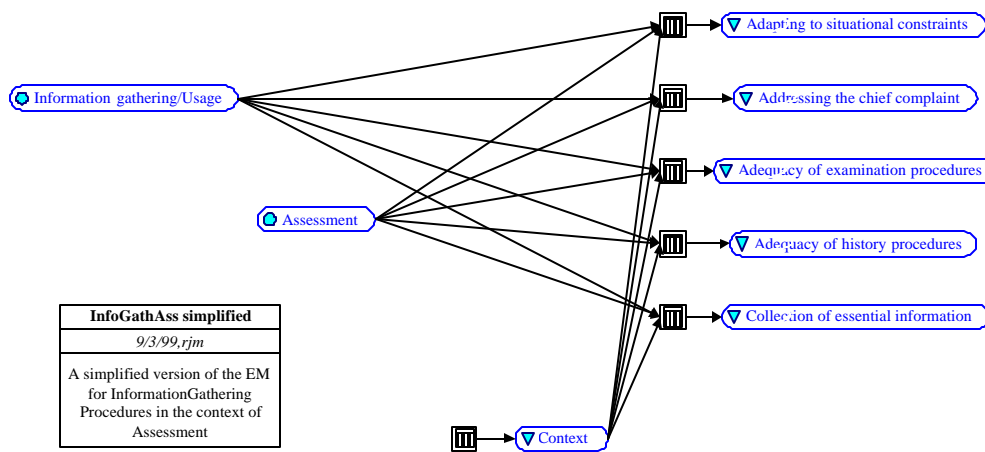 Adapting to situational constraints
Information gathering/Usage
Addressing the chief complaint
Adequacy of examination procedures
Assessment
Adequacy of history procedures
InfoGathAss simplified
9/3/99,rjm
A simplified version of the EM
for InformationGathering
Procedures in the context of
Assessment
Collection of essential information
Context